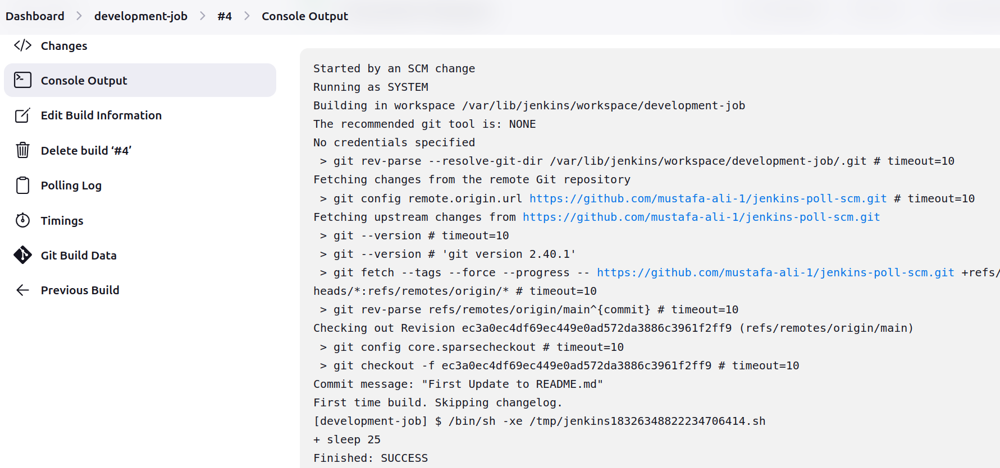 Dashboard > development-job > #4 > Console Output
Changes
Console Output
Edit Build Information
Delete build ‘#4’
Polling Log
Timings
Git Build Data
Previous Build
Started by an SCM change
Running as SYSTEM
Building in workspace /var/lib/jenkins/workspace/development-job
The recommended git tool is: NONE
No credentials specified
 > git rev-parse --resolve-git-dir /var/lib/jenkins/workspace/development-job/.git # timeout=10
Fetching changes from the remote Git repository
 > git config remote.origin.url https://github.com/mustafa-ali-1/jenkins-poll-scm.git # timeout=10
Fetching upstream changes from https://github.com/mustafa-ali-1/jenkins-poll-scm.git
 > git --version # timeout=10
 > git --version # 'git version 2.40.1'
 > git fetch --tags --force --progress -- https://github.com/mustafa-ali-1/jenkins-poll-scm.git +refs/
heads/*:refs/remotes/origin/* # timeout=10
 > git rev-parse refs/remotes/origin/main^{commit} # timeout=10
Checking out Revision ec3a0ec4df69ec449e0ad572da3886c3961f2ff9 (refs/remotes/origin/main)
 > git config core.sparsecheckout # timeout=10
 > git checkout -f ec3a0ec4df69ec449e0ad572da3886c3961f2ff9 # timeout=10
Commit message: "First Update to README.md"
First time build. Skipping changelog.
[development-job] $ /bin/sh -xe /tmp/jenkins18326348822234706414.sh
+ sleep 25
Finished: SUCCESS